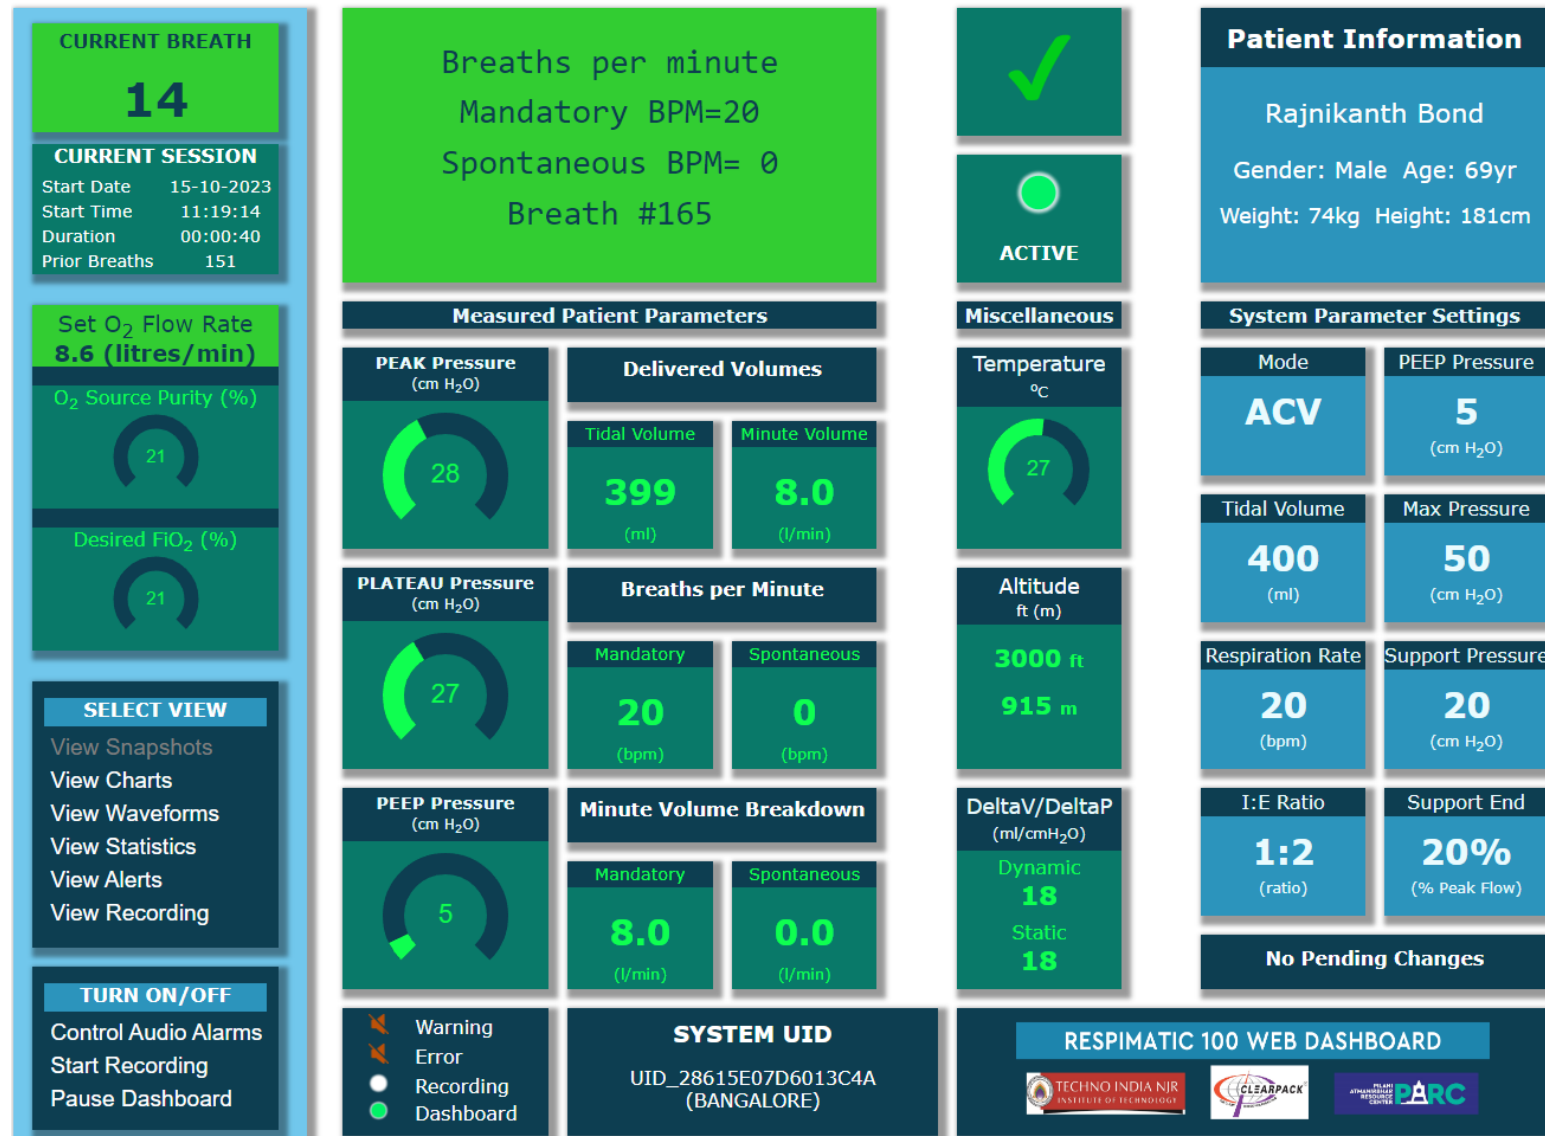 CURRENT BREATH
14
CURRENT SESSION
Start Date 15-10-2023
Start Time 11:19:14
Duration 00:00:40
Prior Breaths 151
Set O₂ Flow Rate
8.6 (litres/min)
O₂ Source Purity (%)
21
Desired FiO₂ (%)
21
SELECT VIEW
View Snapshots
View Charts
View Waveforms
View Statistics
View Alerts
View Recording
TURN ON/OFF
Control Audio Alarms
Start Recording
Pause Dashboard
Breaths per minute
Mandatory BPM=20
Spontaneous BPM= 0
Breath #165
ACTIVE
Patient Information
Rajnikanth Bond
Gender: Male Age: 69yr
Weight: 74kg Height: 181cm
Measured Patient Parameters
PEAK Pressure
(cm H₂O)
28
PLATEAU Pressure
(cm H₂O)
27
PEEP Pressure
(cm H₂O)
5
Delivered Volumes
Tidal Volume
399
(ml)
Minute Volume
8.0
(l/min)
Breaths per Minute
Mandatory
20
(bpm)
Spontaneous
0
(bpm)
Minute Volume Breakdown
Mandatory
8.0
(l/min)
Spontaneous
0.0
(l/min)
Miscellaneous
Temperature
ºC
27
Altitude
ft (m)
3000 ft
915 m
DeltaV/DeltaP
(ml/cmH₂O)
Dynamic
18
Static
18
System Parameter Settings
Mode
ACV
PEEP Pressure
5
(cm H₂O)
Tidal Volume
400
(ml)
Max Pressure
50
(cm H₂O)
Respiration Rate
20
(bpm)
Support Pressure
20
(cm H₂O)
I:E Ratio
1:2
(ratio)
Support End
20%
(% Peak Flow)
No Pending Changes
Warning
Error
Recording
Dashboard
SYSTEM UID
UID_28615E07D6013C4A
(BANGALORE)
RESPIMATIC 100 WEB DASHBOARD
TECHNO INDIA NJR
INSTITUTE OF TECHNOLOGY
CLEARPACK
PILANI
ATMANIRBHAR
RESOURCE
CENTER
PARC